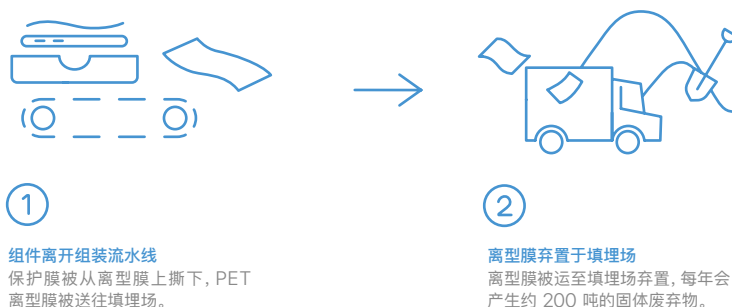 1
组件离开组装流水线
保护膜被从离型膜上撕下, PET
离型膜被送往填埋场。
2
离型膜弃置于填埋场
离型膜被运至填埋场弃置, 每年会
产生约 200 吨的固体废弃物。